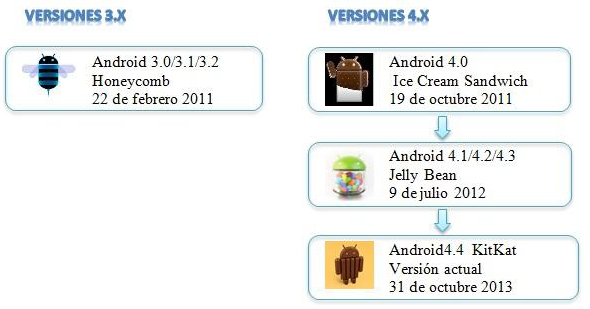 VERSIONES 3.X
Android 3.0/3.1/3.2
Honeycomb
22 de febrero 2011
VERSIONES 4.X
Android 4.0
Ice Cream Sandwich
19 de octubre 2011
Android 4.1/4.2/4.3
Jelly Bean
9 de julio 2012
Android4.4 KitKat
Versión actual
31 de octubre 2013